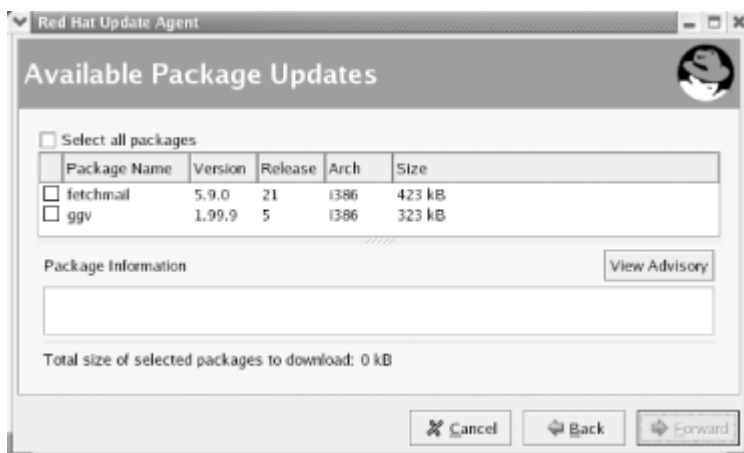 Red Hat Update Agent
Available Package Updates
Select all packages
Package Name Version Release Arch Size
fetchmail 5.9.0 21 i386 423 kB
ggv 1.99.9 5 i386 323 kB
Package Information
View Advisory
Total size of selected packages to download: 0 kB
Cancel Back Forward